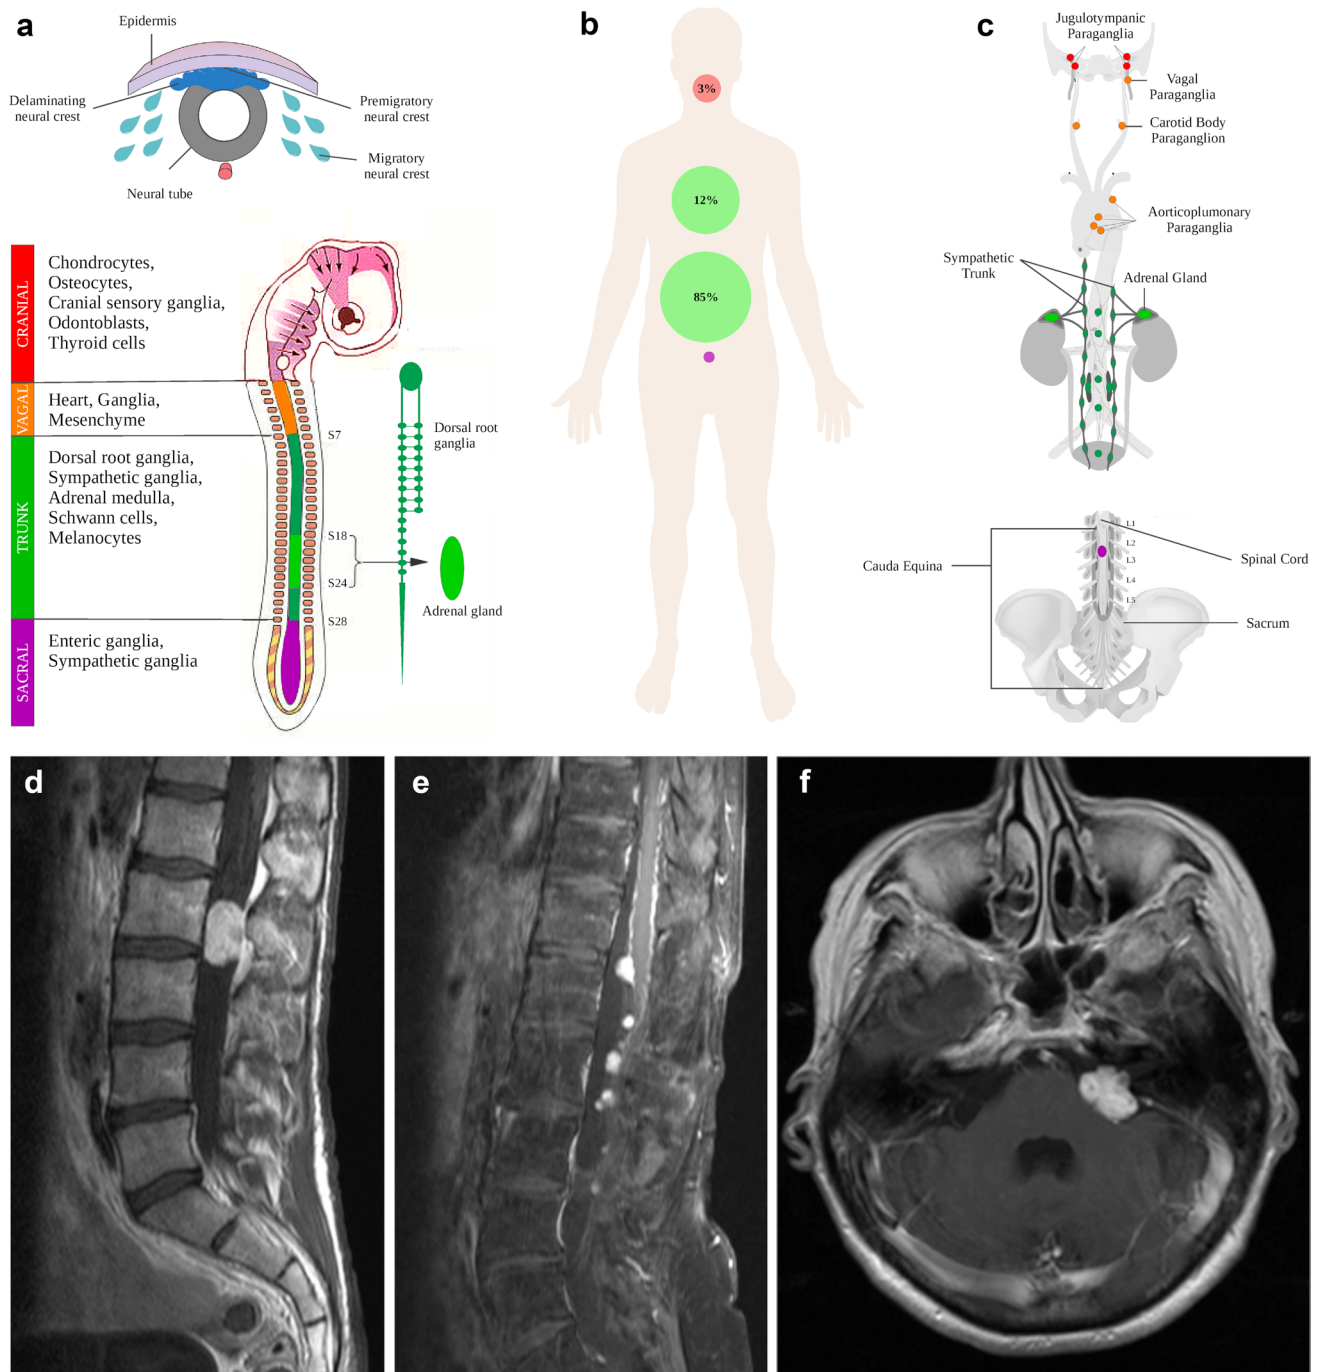 a
Epidermis
Delaminating
neural crest
Premigratory
neural crest
Migratory
neural crest
Neural tube
CRANIAL
Chondrocytes,
Osteocytes,
Cranial sensory ganglia,
Odontoblasts,
Thyroid cells
VAGAL
Heart, Ganglia,
Mesenchyme
TRUNK
Dorsal root ganglia,
Sympathetic ganglia,
Adrenal medulla,
Schwann cells,
Melanocytes
SACRAL
Enteric ganglia,
Sympathetic ganglia
S7
S18
S24
S28
Dorsal root
ganglia
Adrenal gland
b
3%
12%
85%
c
Jugulotympanic
Paraganglia
Vagal
Paraganglia
Carotid Body
Paraganglion
Aorticoplumonary
Paraganglia
Sympathetic
Trunk
Adrenal Gland
L1
L2
L3
L4
L5
Cauda Equina
Spinal Cord
Sacrum
d
e
f